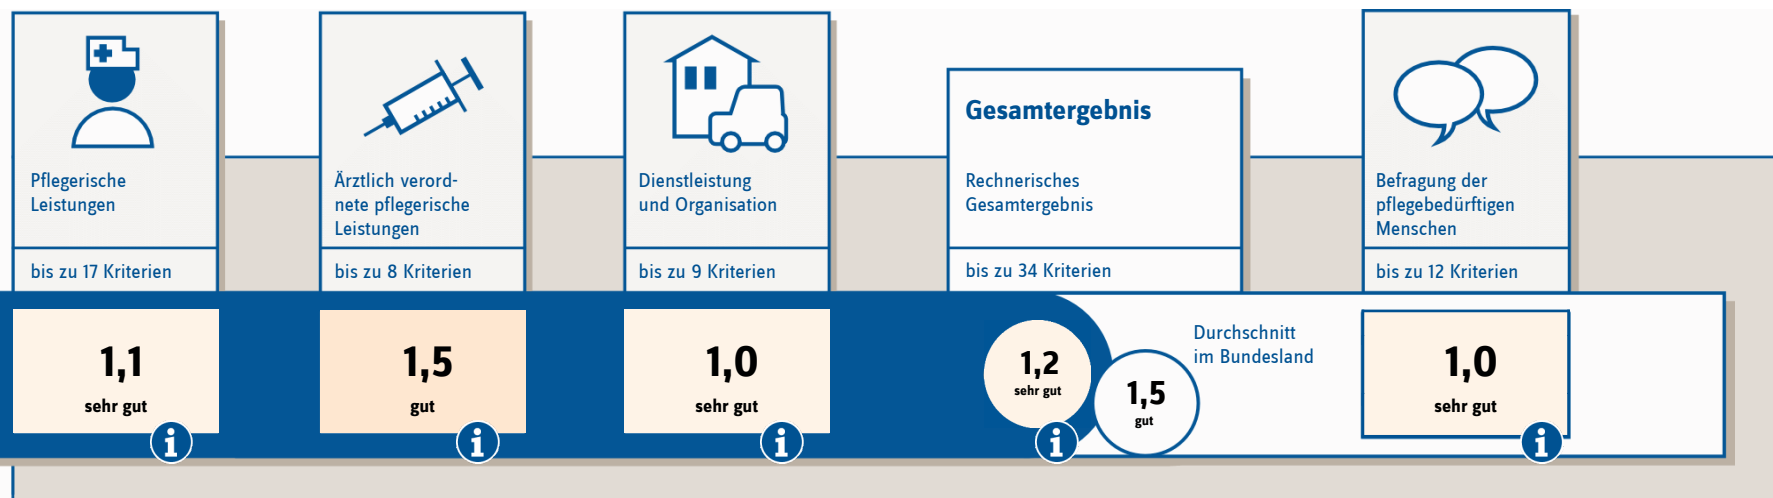 Pflegerische
Leistungen
bis zu 17 Kriterien
1,1
sehr gut
i
Ärztlich verord-
nete pflegerische
Leistungen
bis zu 8 Kriterien
1,5
gut
i
Dienstleistung
und Organisation
bis zu 9 Kriterien
1,0
sehr gut
i
Gesamtergebnis
Rechnerisches
Gesamtergebnis
bis zu 34 Kriterien
1,2
sehr gut
i
1,5
gut
Durchschnitt
im Bundesland
Befragung der
pflegebedürftigen
Menschen
bis zu 12 Kriterien
1,0
sehr gut
i